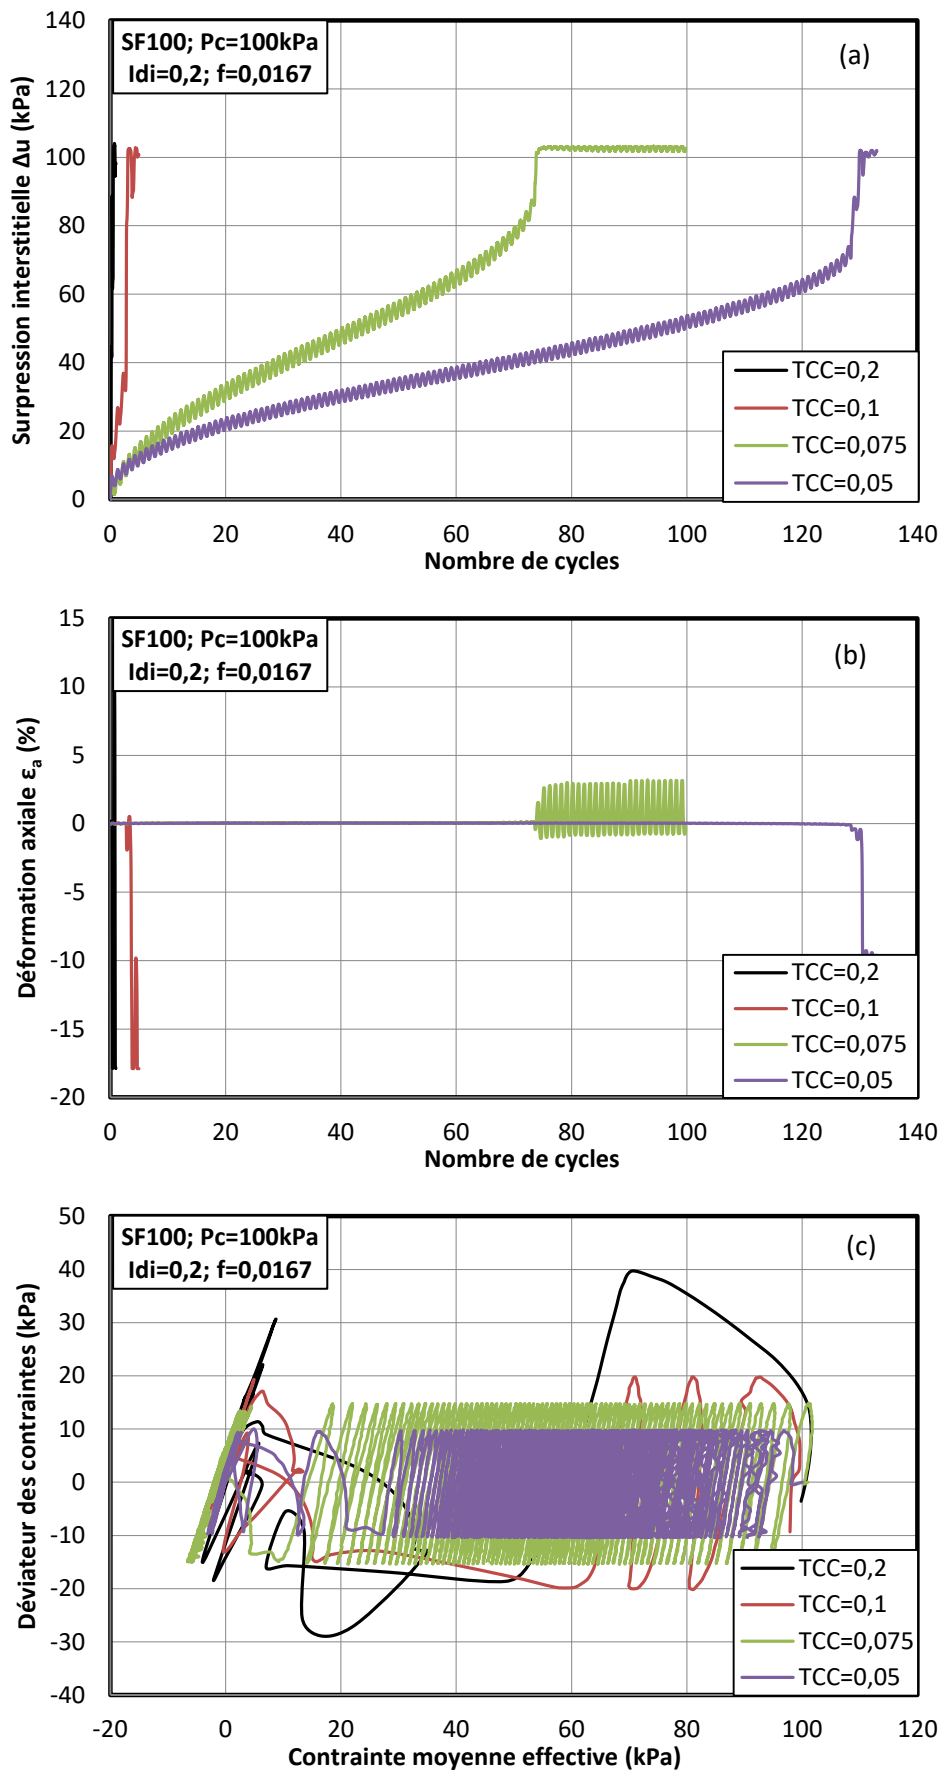 140
120
100
80
60
40
20
0
Surpression interstitielle Δu (kPa)
SF100; Pc=100kPa
Idi=0,2; f=0,0167
(a)
TCC=0,2
TCC=0,1
TCC=0,075
TCC=0,05
0 20 40 60 80 100 120 140
Nombre de cycles
15
10
5
0
-5
-10
-15
-20
Déformation axiale εa (%)
SF100; Pc=100kPa
Idi=0,2; f=0,0167
(b)
TCC=0,2
TCC=0,1
TCC=0,075
TCC=0,05
0 20 40 60 80 100 120 140
Nombre de cycles
50
40
30
20
10
0
-10
-20
-30
-40
Déviateur des contraintes (kPa)
SF100; Pc=100kPa
Idi=0,2; f=0,0167
(c)
TCC=0,2
TCC=0,1
TCC=0,075
TCC=0,05
-20 0 20 40 60 80 100 120
Contrainte moyenne effective (kPa)